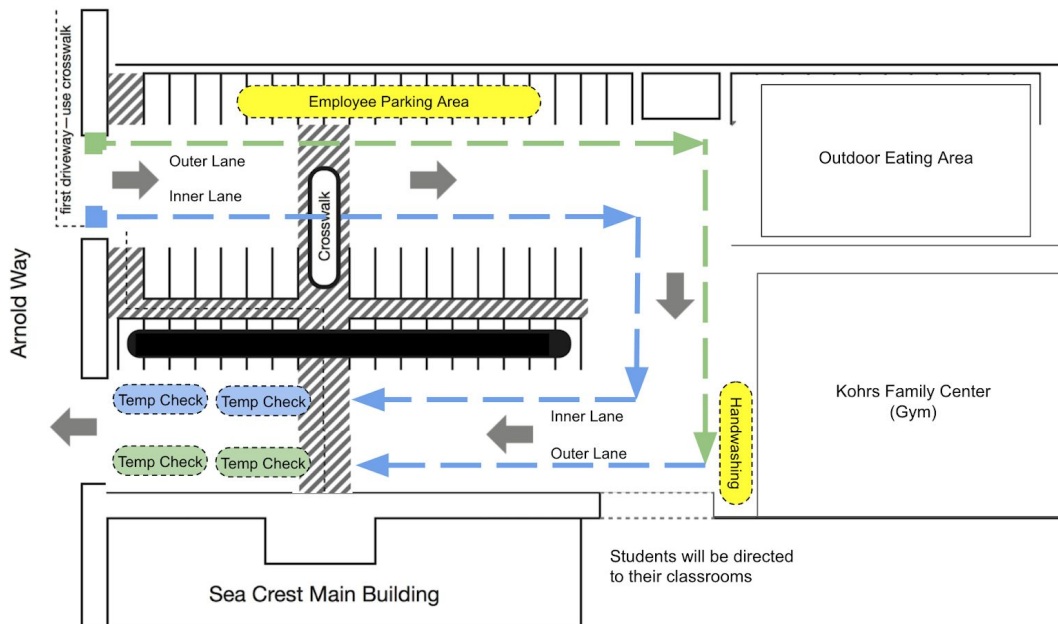 first driveway—use crosswalk
Employee Parking Area
Outer Lane
Inner Lane
Crosswalk
Outdoor Eating Area
Arnold Way
Temp Check
Temp Check
Inner Lane
Kohrs Family Center
(Gym)
Handwashing
Temp Check
Temp Check
Outer Lane
Students will be directed
to their classrooms
Sea Crest Main Building